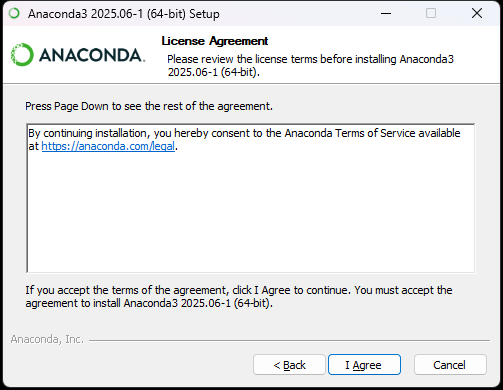 Anaconda3 2025.06-1 (64-bit) Setup
ANACONDA.
License Agreement
Please review the license terms before installing Anaconda3
2025.06-1 (64-bit).
Press Page Down to see the rest of the agreement.
By continuing installation, you hereby consent to the Anaconda Terms of Service available
at https://anaconda.com/legal.
If you accept the terms of the agreement, click I Agree to continue. You must accept the
agreement to install Anaconda3 2025.06-1 (64-bit).
Anaconda, Inc.
< Back
I Agree
Cancel